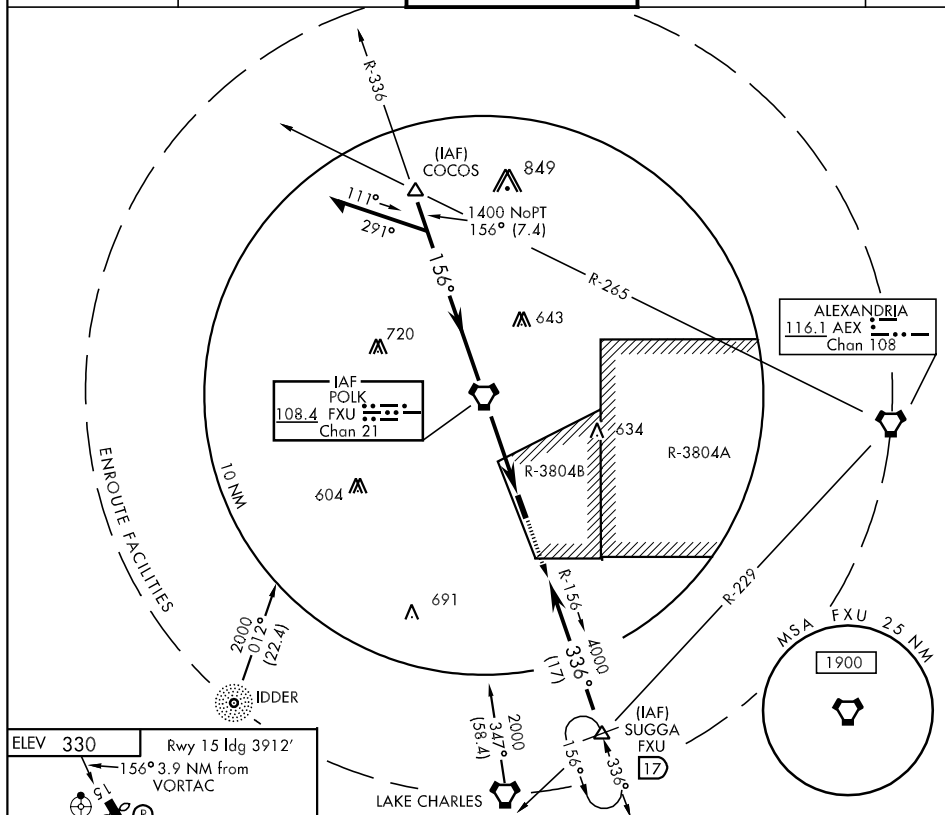 R-336
(IAF)
COCOS
849
111°
291°
1400 NoPT
156° (7.4)
156°
R-265
643
720
ALEXANDRIA
116.1 AEX
Chan 108
IAF
POLK
108.4 FXU
Chan 21
634
R-3804B
R-3804A
604
10 NM
ENROUTE FACILITIES
691
R-156
4000
336°
(17)
R-229
MSA FXU 25 NM
1900
2000
012°
(22.4)
IDDER
2000
347°
(58.4)
LAKE CHARLES
(IAF)
SUGGA
FXU
17
156°
336°
ELEV 330
Rwy 15 ldg 3912'
156° 3.9 NM from
VORTAC
15
P